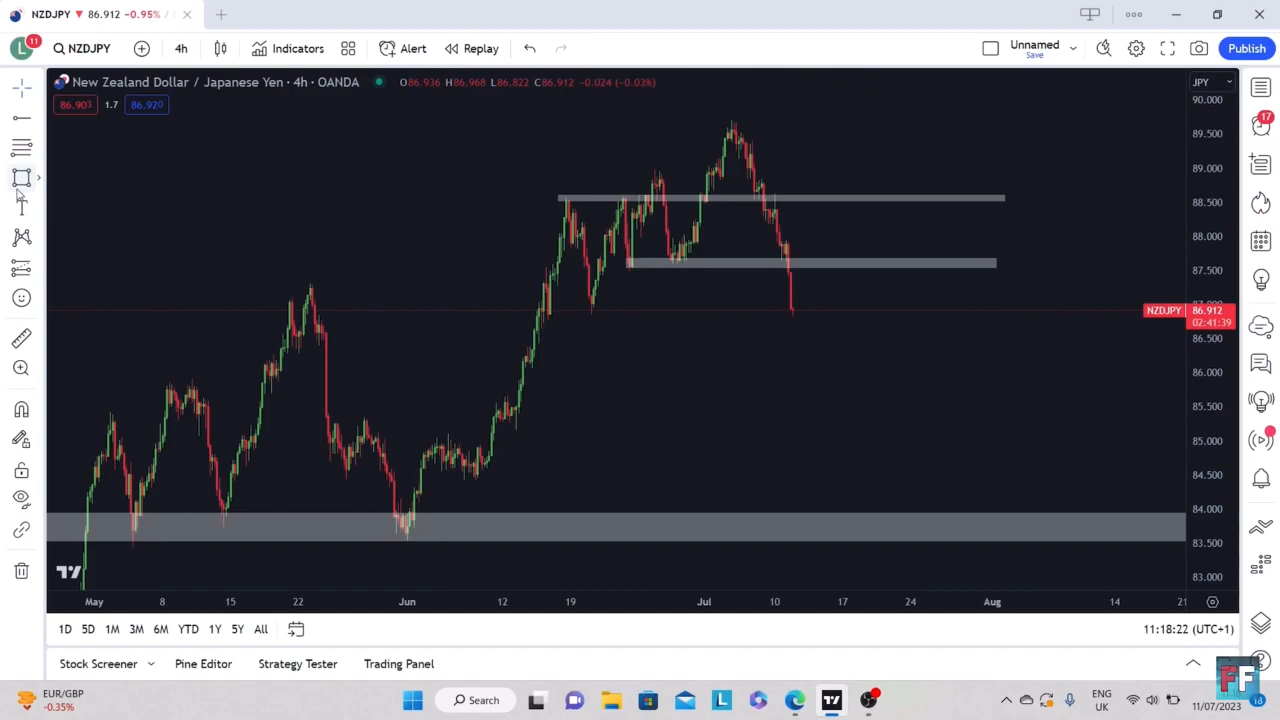 NZDJPY ▼ 86.912 −0.95% /
L 11 NZDJPY 4h Indicators Alert Replay Unnamed Save Publish
New Zealand Dollar / Japanese Yen · 4h · OANDA O86.936 H86.968 L86.822 C86.912 −0.024 (−0.03%) JPY
86.903 1.7 86.920
90.000
89.500
89.000
88.500
88.000
87.500
87.000
NZDJPY 86.912
02:41:39
86.500
86.000
85.500
85.000
84.500
84.000
83.500
83.000
17
May 8 15 22 Jun 12 19 Jul 10 17 24 Aug 14 21
1D 5D 1M 3M 6M YTD 1Y 5Y All 11:18:22 (UTC+1)
Stock Screener Pine Editor Strategy Tester Trading Panel
EUR/GBP
-0.35%
Search
ENG
UK
11/07/2023
FF